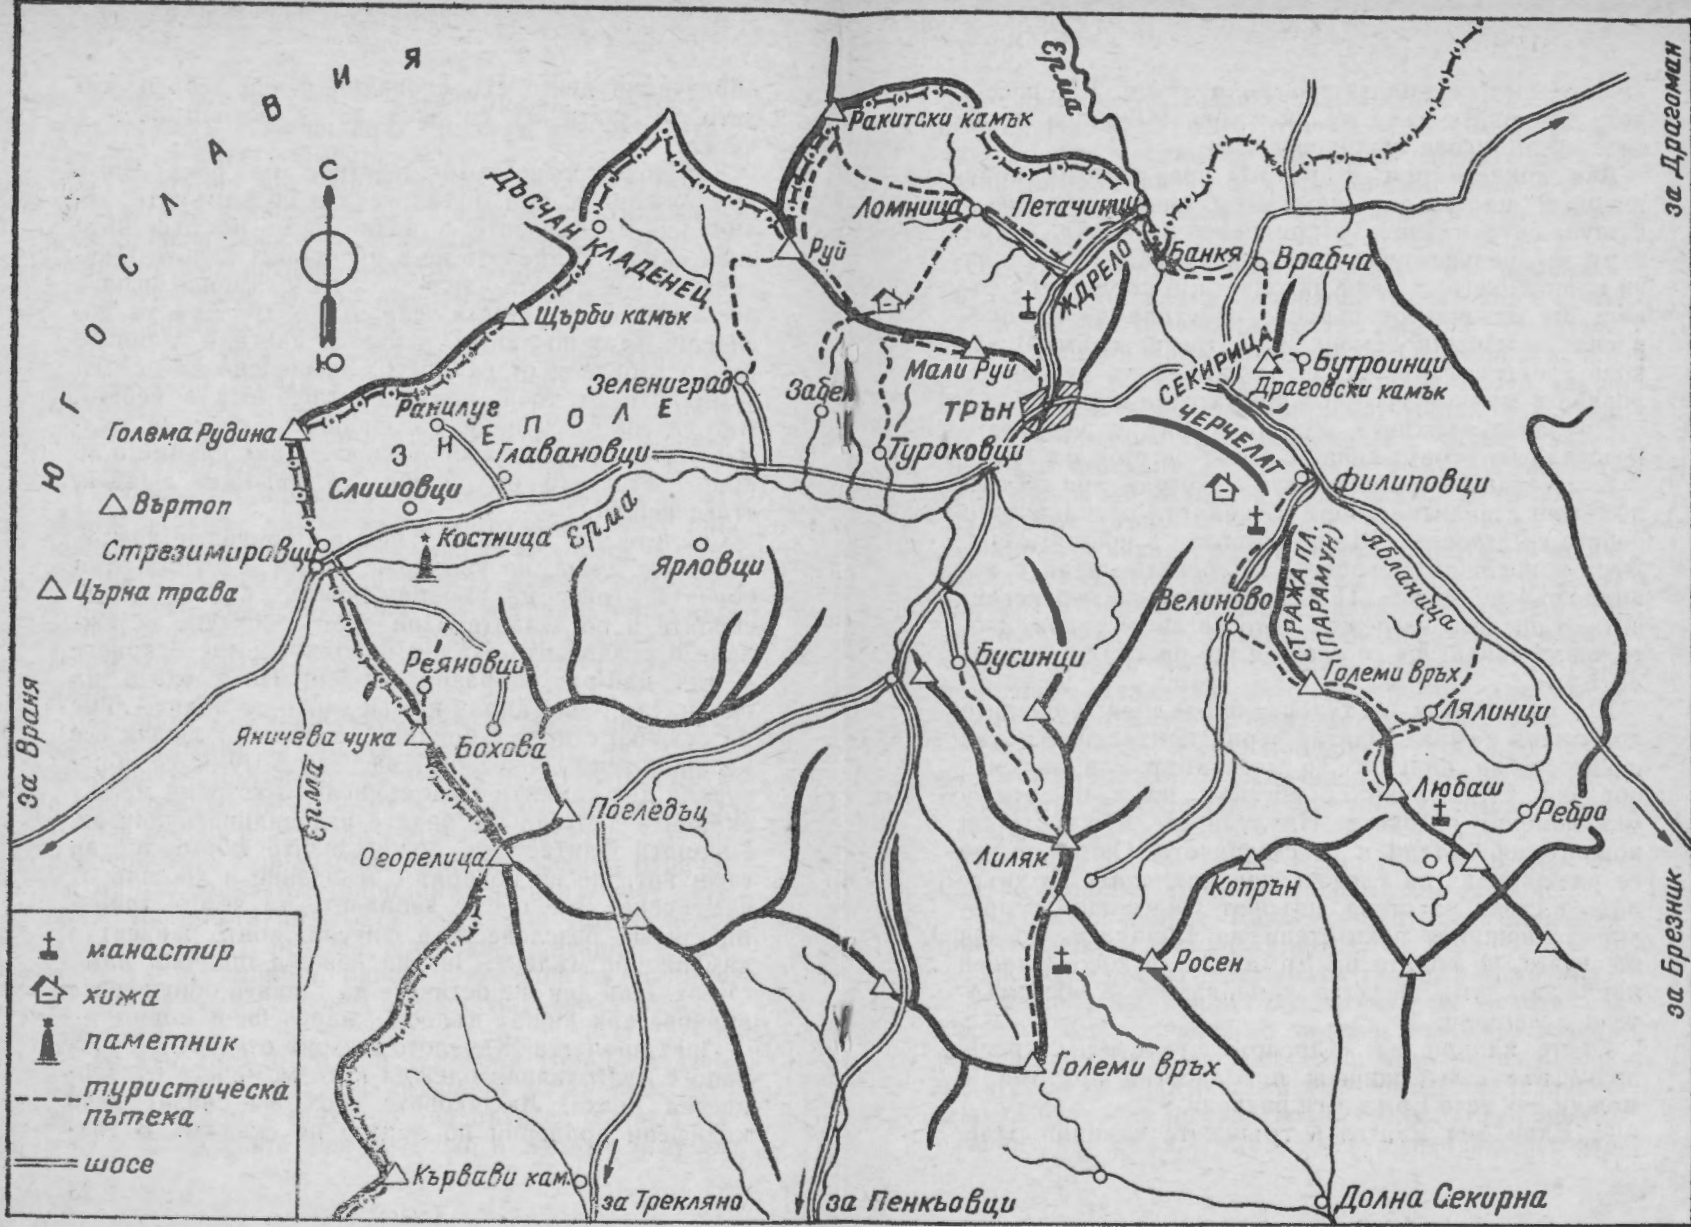 ЮГОСЛАВИЯ
С
Ю
Ерма
за Драгоман
Ракитски камък
ДЪСЧАН КЛАДЕНЕЦ
Ломница
Петачинци
Руй
Банкя
Врабча
ЖДРЕЛО
Щърби камък
Мали Руй
СЕКИРИЦА
Бутроинци
Драговски камък
Зелениград
Забел
ТРЪН
ЧЕРЧЕЛАТ
Ранилуг
ЗНЕПОЛЕ
Голема Рудина
Главановци
Туроковци
Филиповци
Слишовци
Въртоп
Ерма
Костница
Стрезимировци
Ярловци
Църна трава
Велиново
СТРАЖА ПЛ.
(ПАРАМУН)
Ябланица
Реяновци
Бусинци
Големи връх
Лялинци
Яничева чука
Бохова
за Враня
Ерма
Погледъц
Любаш
Ребро
Огорелица
Лиляк
Копрън
Росен
за Брезник
манастир
хижа
паметник
туристическа
пътека
шосе
Големи връх
Кървави кам.
за Трекляно
за Пенкьовци
Долна Секирна